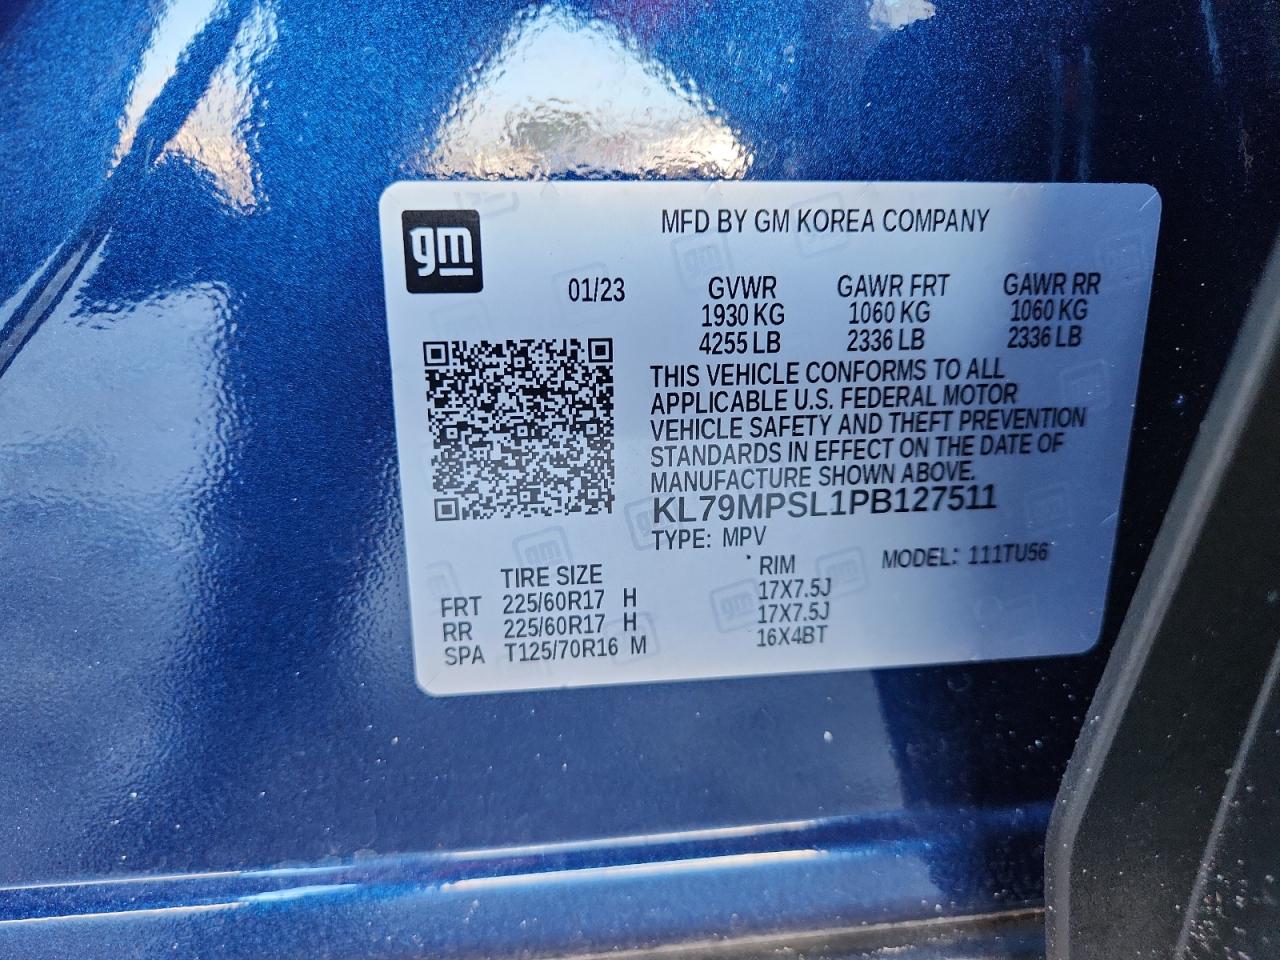 gm
MFD BY GM KOREA COMPANY
01/23 GVWR GAWR FRT GAWR RR
1930 KG 1060 KG 1060 KG
4255 LB 2336 LB 2336 LB
THIS VEHICLE CONFORMS TO ALL
APPLICABLE U.S. FEDERAL MOTOR
VEHICLE SAFETY AND THEFT PREVENTION
STANDARDS IN EFFECT ON THE DATE OF
MANUFACTURE SHOWN ABOVE.
KL79MPSL1PB127511
TYPE: MPV
TIRE SIZE RIM MODEL: 111TU56
FRT 225/60R17 H 17X7.5J
RR 225/60R17 H 17X7.5J
SPA T125/70R16 M 16X4BT